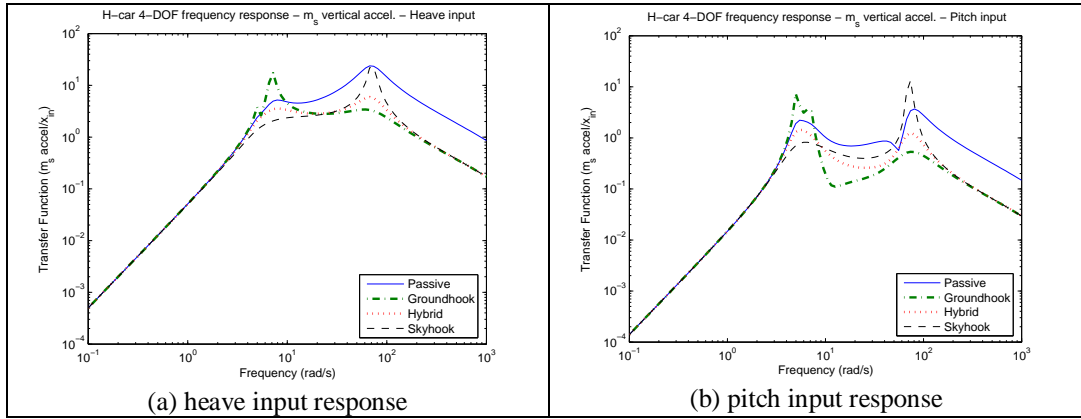 H-car 4-DOF frequency response - m_s vertical accel. - Heave input
10^2
10^1
10^0
10^-1
10^-2
10^-3
10^-4
Transfer Function (m_s accel/x_in)
Passive
Groundhook
Hybrid
Skyhook
10^-1 10^0 10^1 10^2 10^3
Frequency (rad/s)
(a) heave input response
H-car 4-DOF frequency response - m_s vertical accel. - Pitch input
10^2
10^1
10^0
10^-1
10^-2
10^-3
10^-4
Transfer Function (m_s accel/x_in)
Passive
Groundhook
Hybrid
Skyhook
10^-1 10^0 10^1 10^2 10^3
Frequency (rad/s)
(b) pitch input response